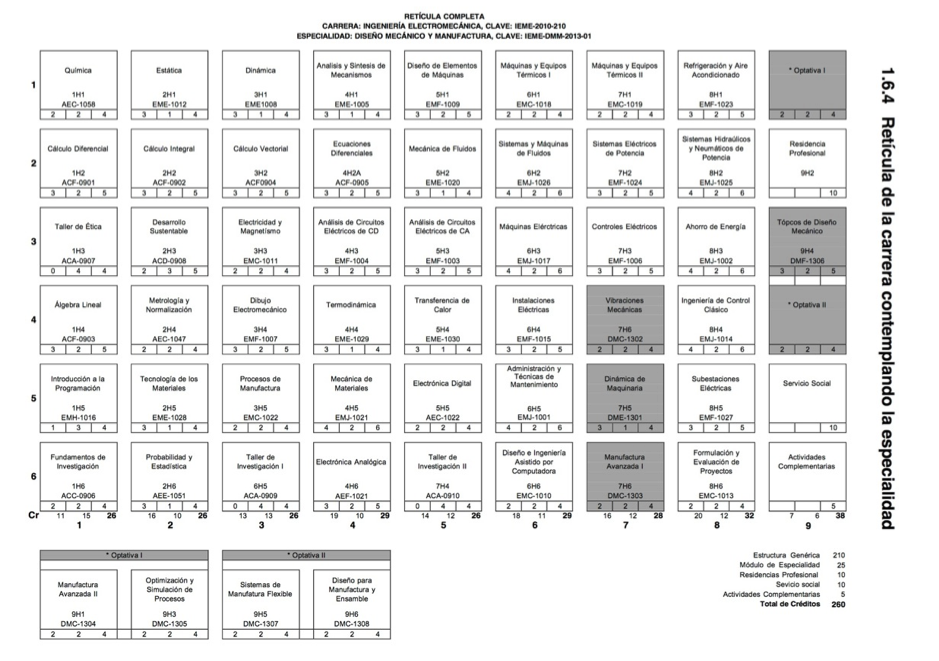 RETÍCULA COMPLETA
CARRERA: INGENIERÍA ELECTROMECÁNICA, CLAVE: IEME-2010-210
ESPECIALIDAD: DISEÑO MECÁNICO Y MANUFACTURA, CLAVE: IEME-DMM-2013-01
1.6.4 Retícula de la carrera contemplando la especialidad
1
Química
1H1
AEC-1058
2 2 4
Estática
2H1
EME-1012
3 1 4
Dinámica
3H1
EME1008
3 1 4
Analisis y Sintesis de
Mecanismos
4H1
EME-1005
3 1 4
Diseño de Elementos
de Máquinas
5H1
EMF-1009
3 2 5
Máquinas y Equipos
Térmicos I
6H1
EMC-1018
2 2 4
Máquinas y Equipos
Térmicos II
7H1
EMC-1019
2 2 4
Refrigeración y Aire
Acondicionado
8H1
EMF-1023
3 2 5
* Optativa I
2 2 4
2
Cálculo Diferencial
1H2
ACF-0901
3 2 5
Cálculo Integral
2H2
ACF-0902
3 2 5
Cálculo Vectorial
3H2
ACF0904
3 2 5
Ecuaciones
Diferenciales
4H2A
ACF-0905
3 2 5
Mecánica de Fluidos
5H2
EME-1020
3 1 4
Sistemas y Máquinas
de Fluidos
6H2
EMJ-1026
4 2 6
Sistemas Eléctricos
de Potencia
7H2
EMF-1024
3 2 5
Sistemas Hidraúlicos
y Neumáticos de
Potencia
8H2
EMJ-1025
4 2 6
Residencia
Profesional
9H2
10
3
Taller de Ética
1H3
ACA-0907
0 4 4
Desarrollo
Sustentable
2H3
ACD-0908
2 3 5
Electricidad y
Magnetísmo
3H3
EMC-1011
2 2 4
Análisis de Circuitos
Eléctricos de CD
4H3
EMF-1004
3 2 5
Análisis de Circuitos
Eléctricos de CA
5H3
EMF-1003
3 2 5
Máquinas Elérctricas
6H3
EMJ-1017
4 2 6
Controles Eléctricos
7H3
EMF-1006
3 2 5
Ahorro de Energía
8H3
EMJ-1002
4 2 6
Tópcos de Diseño
Mecánico
9H4
DMF-1306
3 2 5
4
Álgebra Lineal
1H4
ACF-0903
3 2 5
Metrología y
Normalización
2H4
AEC-1047
2 2 4
Dibujo
Electromecánico
3H4
EMF-1007
3 2 5
Termodinámica
4H4
EME-1029
3 1 4
Transferencia de
Calor
5H4
EME-1030
3 1 4
Instalaciones
Eléctricas
6H4
EMF-1015
3 2 5
Vibraciones
Mecánicas
7H6
DMC-1302
2 2 4
Ingeniería de Control
Clásico
8H4
EMJ-1014
4 2 6
* Optativa II
2 2 4
5
Introducción a la
Programación
1H5
EMH-1016
1 3 4
Tecnología de los
Materiales
2H5
EME-1028
3 1 4
Procesos de
Manufactura
3H5
EMC-1022
2 2 4
Mecánica de
Materiales
4H5
EMJ-1021
4 2 6
Electrónica Digital
5H5
AEC-1022
2 2 4
Administración y
Técnicas de
Mantenimiento
6H5
EMJ-1001
4 2 6
Dinámica de
Maquinaria
7H5
DME-1301
3 1 4
Subestaciones
Eléctricas
8H5
EMF-1027
3 2 5
Servicio Social
10
6
Fundamentos de
Investigación
1H6
ACC-0906
2 2 4
Probabilidad y
Estadística
2H6
AEE-1051
3 1 4
Taller de
Investigación I
6H5
ACA-0909
0 4 4
Electrónica Analógica
4H6
AEF-1021
3 2 5
Taller de
Investigación II
7H4
ACA-0910
0 4 4
Diseño e Ingeniería
Asistido por
Computadora
6H6
EMC-1010
2 2 4
Manufactura
Avanzada I
7H6
DMC-1303
2 2 4
Formulación y
Evaluación de
Proyectos
8H6
EMC-1013
2 2 4
Actividades
Complementarias
5
Cr 11 15 26 16 10 26 13 13 26 19 10 29 14 12 26 18 11 29 16 12 28 20 12 32 7 6 38
1 2 3 4 5 6 7 8 9
* Optativa I
Manufactura
Avanzada II
9H1
DMC-1304
2 2 4
Optimización y
Simulación de
Procesos
9H3
DMC-1305
2 2 4
* Optativa II
Sistemas de
Manufatura Flexible
9H5
DMC-1307
2 2 4
Diseño para
Manufactura y
Ensamble
9H6
DMC-1308
2 2 4
Estructura Genérica 210
Módulo de Especialidad 25
Residencias Profesional 10
Sevicio social 10
Actividades Complementarias 5
Total de Créditos 260